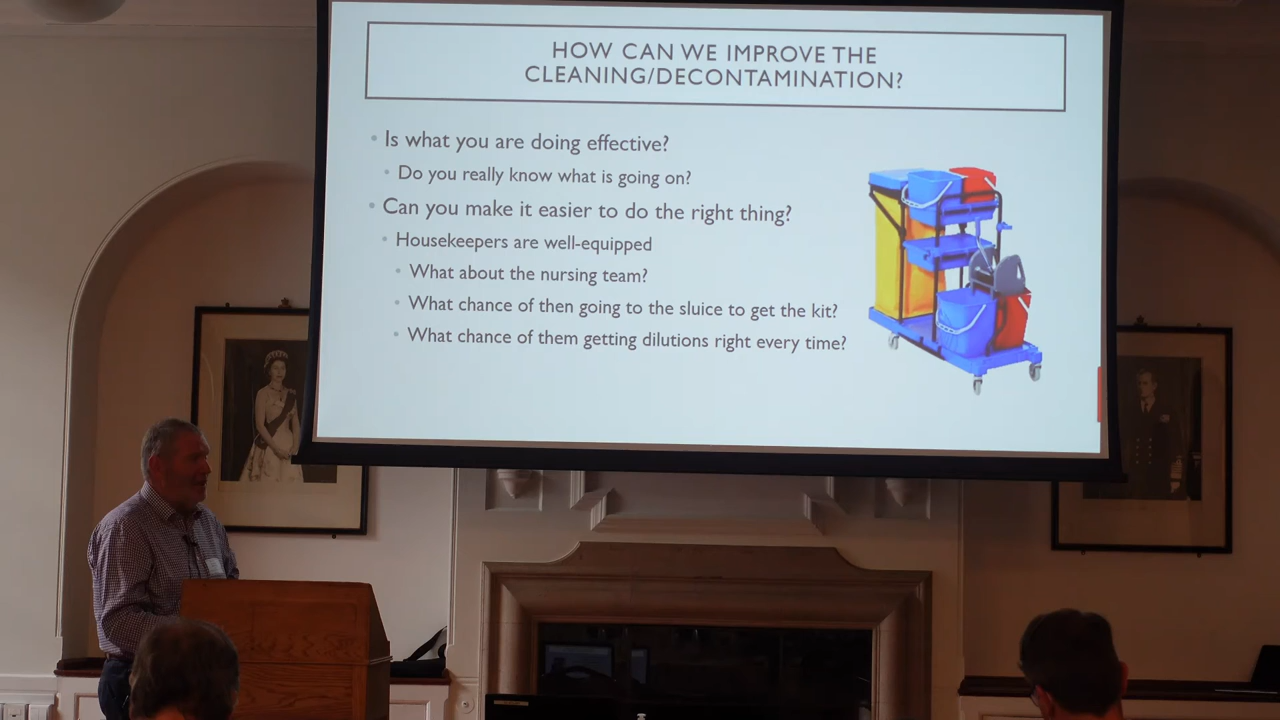 HOW CAN WE IMPROVE THE
CLEANING/DECONTAMINATION?
• Is what you are doing effective?
• Do you really know what is going on?
• Can you make it easier to do the right thing?
• Housekeepers are well-equipped
• What about the nursing team?
• What chance of then going to the sluice to get the kit?
• What chance of them getting dilutions right every time?